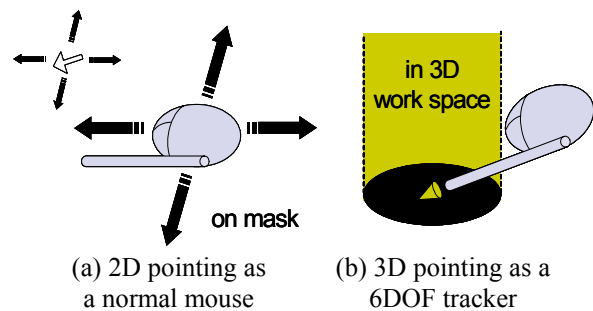 in 3D
work space
on mask
(a) 2D pointing as
a normal mouse
(b) 3D pointing as a
6DOF tracker